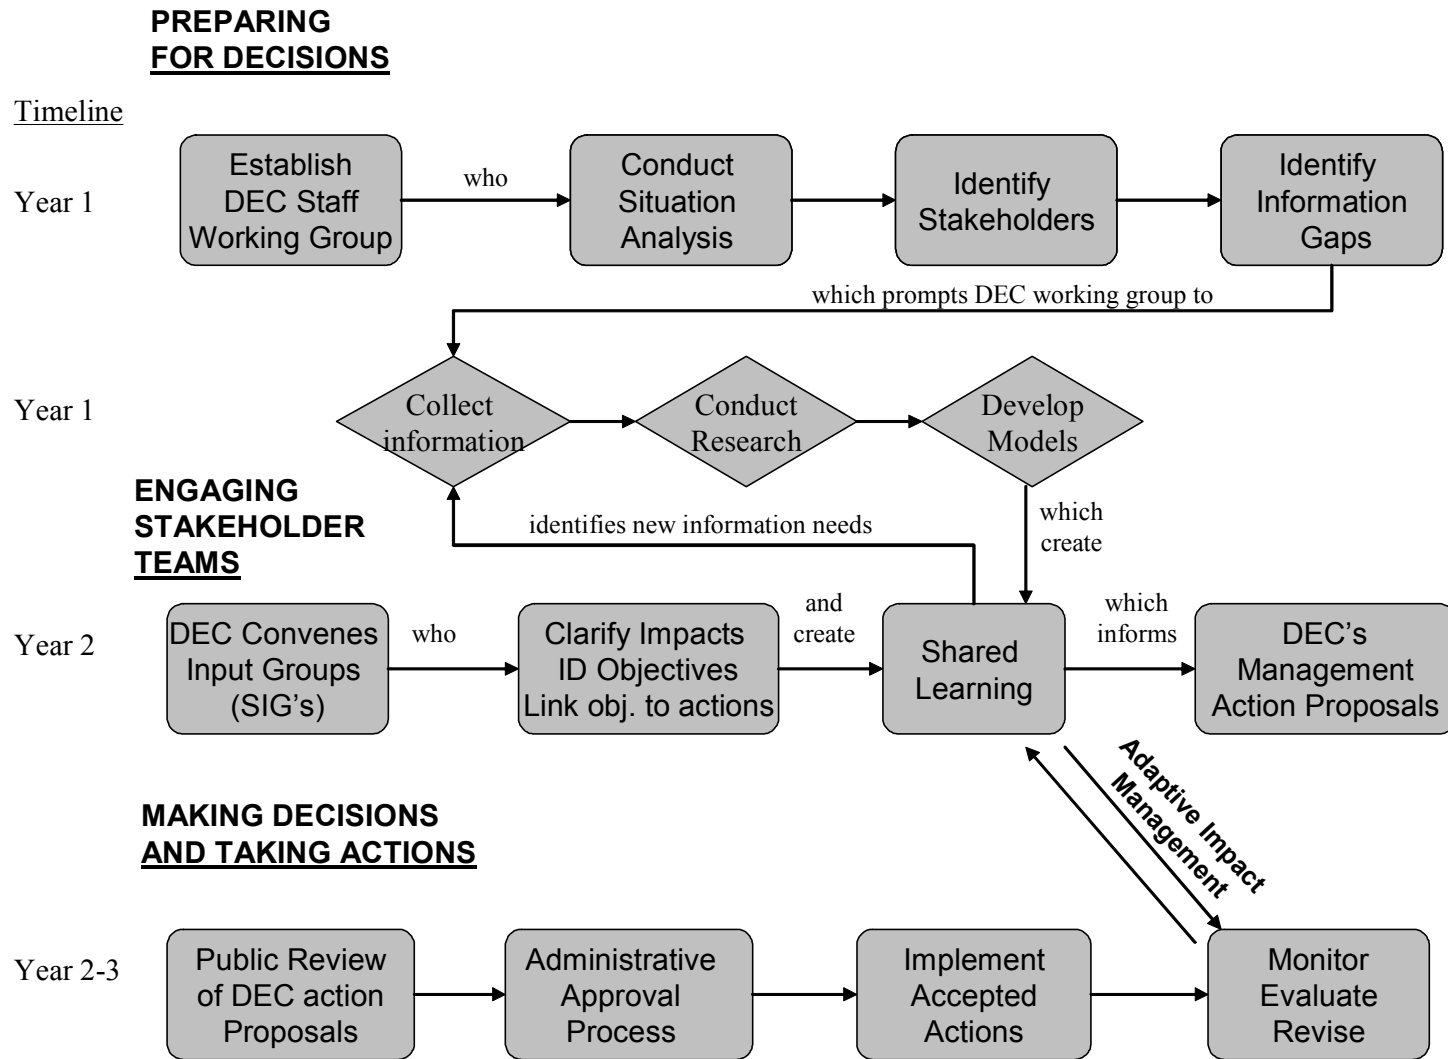 PREPARING
FOR DECISIONS
Timeline
Year 1
Establish
DEC Staff
Working Group
who
Conduct
Situation
Analysis
Identify
Stakeholders
Identify
Information
Gaps
which prompts DEC working group to
Year 1
Collect
information
Conduct
Research
Develop
Models
ENGAGING
STAKEHOLDER
TEAMS
identifies new information needs
which
create
Year 2
DEC Convenes
Input Groups
(SIG's)
who
Clarify Impacts
ID Objectives
Link obj. to actions
and
create
Shared
Learning
which
informs
DEC's
Management
Action Proposals
Adaptive Impact
Management
MAKING DECISIONS
AND TAKING ACTIONS
Year 2-3
Public Review
of DEC action
Proposals
Administrative
Approval
Process
Implement
Accepted
Actions
Monitor
Evaluate
Revise